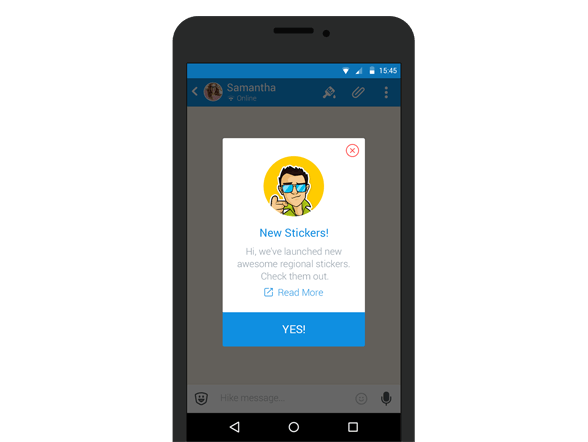 15:45
Samantha
Online
New Stickers!
Hi, we've launched new
awesome regional stickers.
Check them out.
Read More
YES!
Hike message...